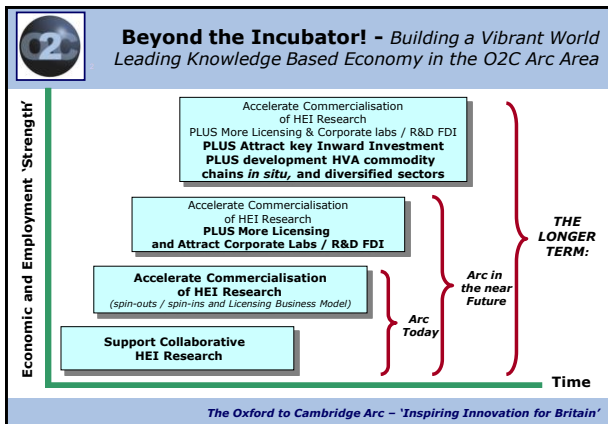 O2C
Beyond the Incubator! - Building a Vibrant World
Leading Knowledge Based Economy in the O2C Arc Area
Economic and Employment ‘Strength’
Accelerate Commercialisation
of HEI Research
PLUS More Licensing & Corporate labs / R&D FDI
PLUS Attract key Inward Investment
PLUS development HVA commodity
chains in situ, and diversified sectors
Accelerate Commercialisation
of HEI Research
PLUS More Licensing
and Attract Corporate Labs / R&D FDI
Accelerate Commercialisation
of HEI Research
(spin-outs / spin-ins and Licensing Business Model)
Support Collaborative
HEI Research
Arc
Today
Arc in
the near
Future
THE
LONGER
TERM:
Time
The Oxford to Cambridge Arc – ‘Inspiring Innovation for Britain’